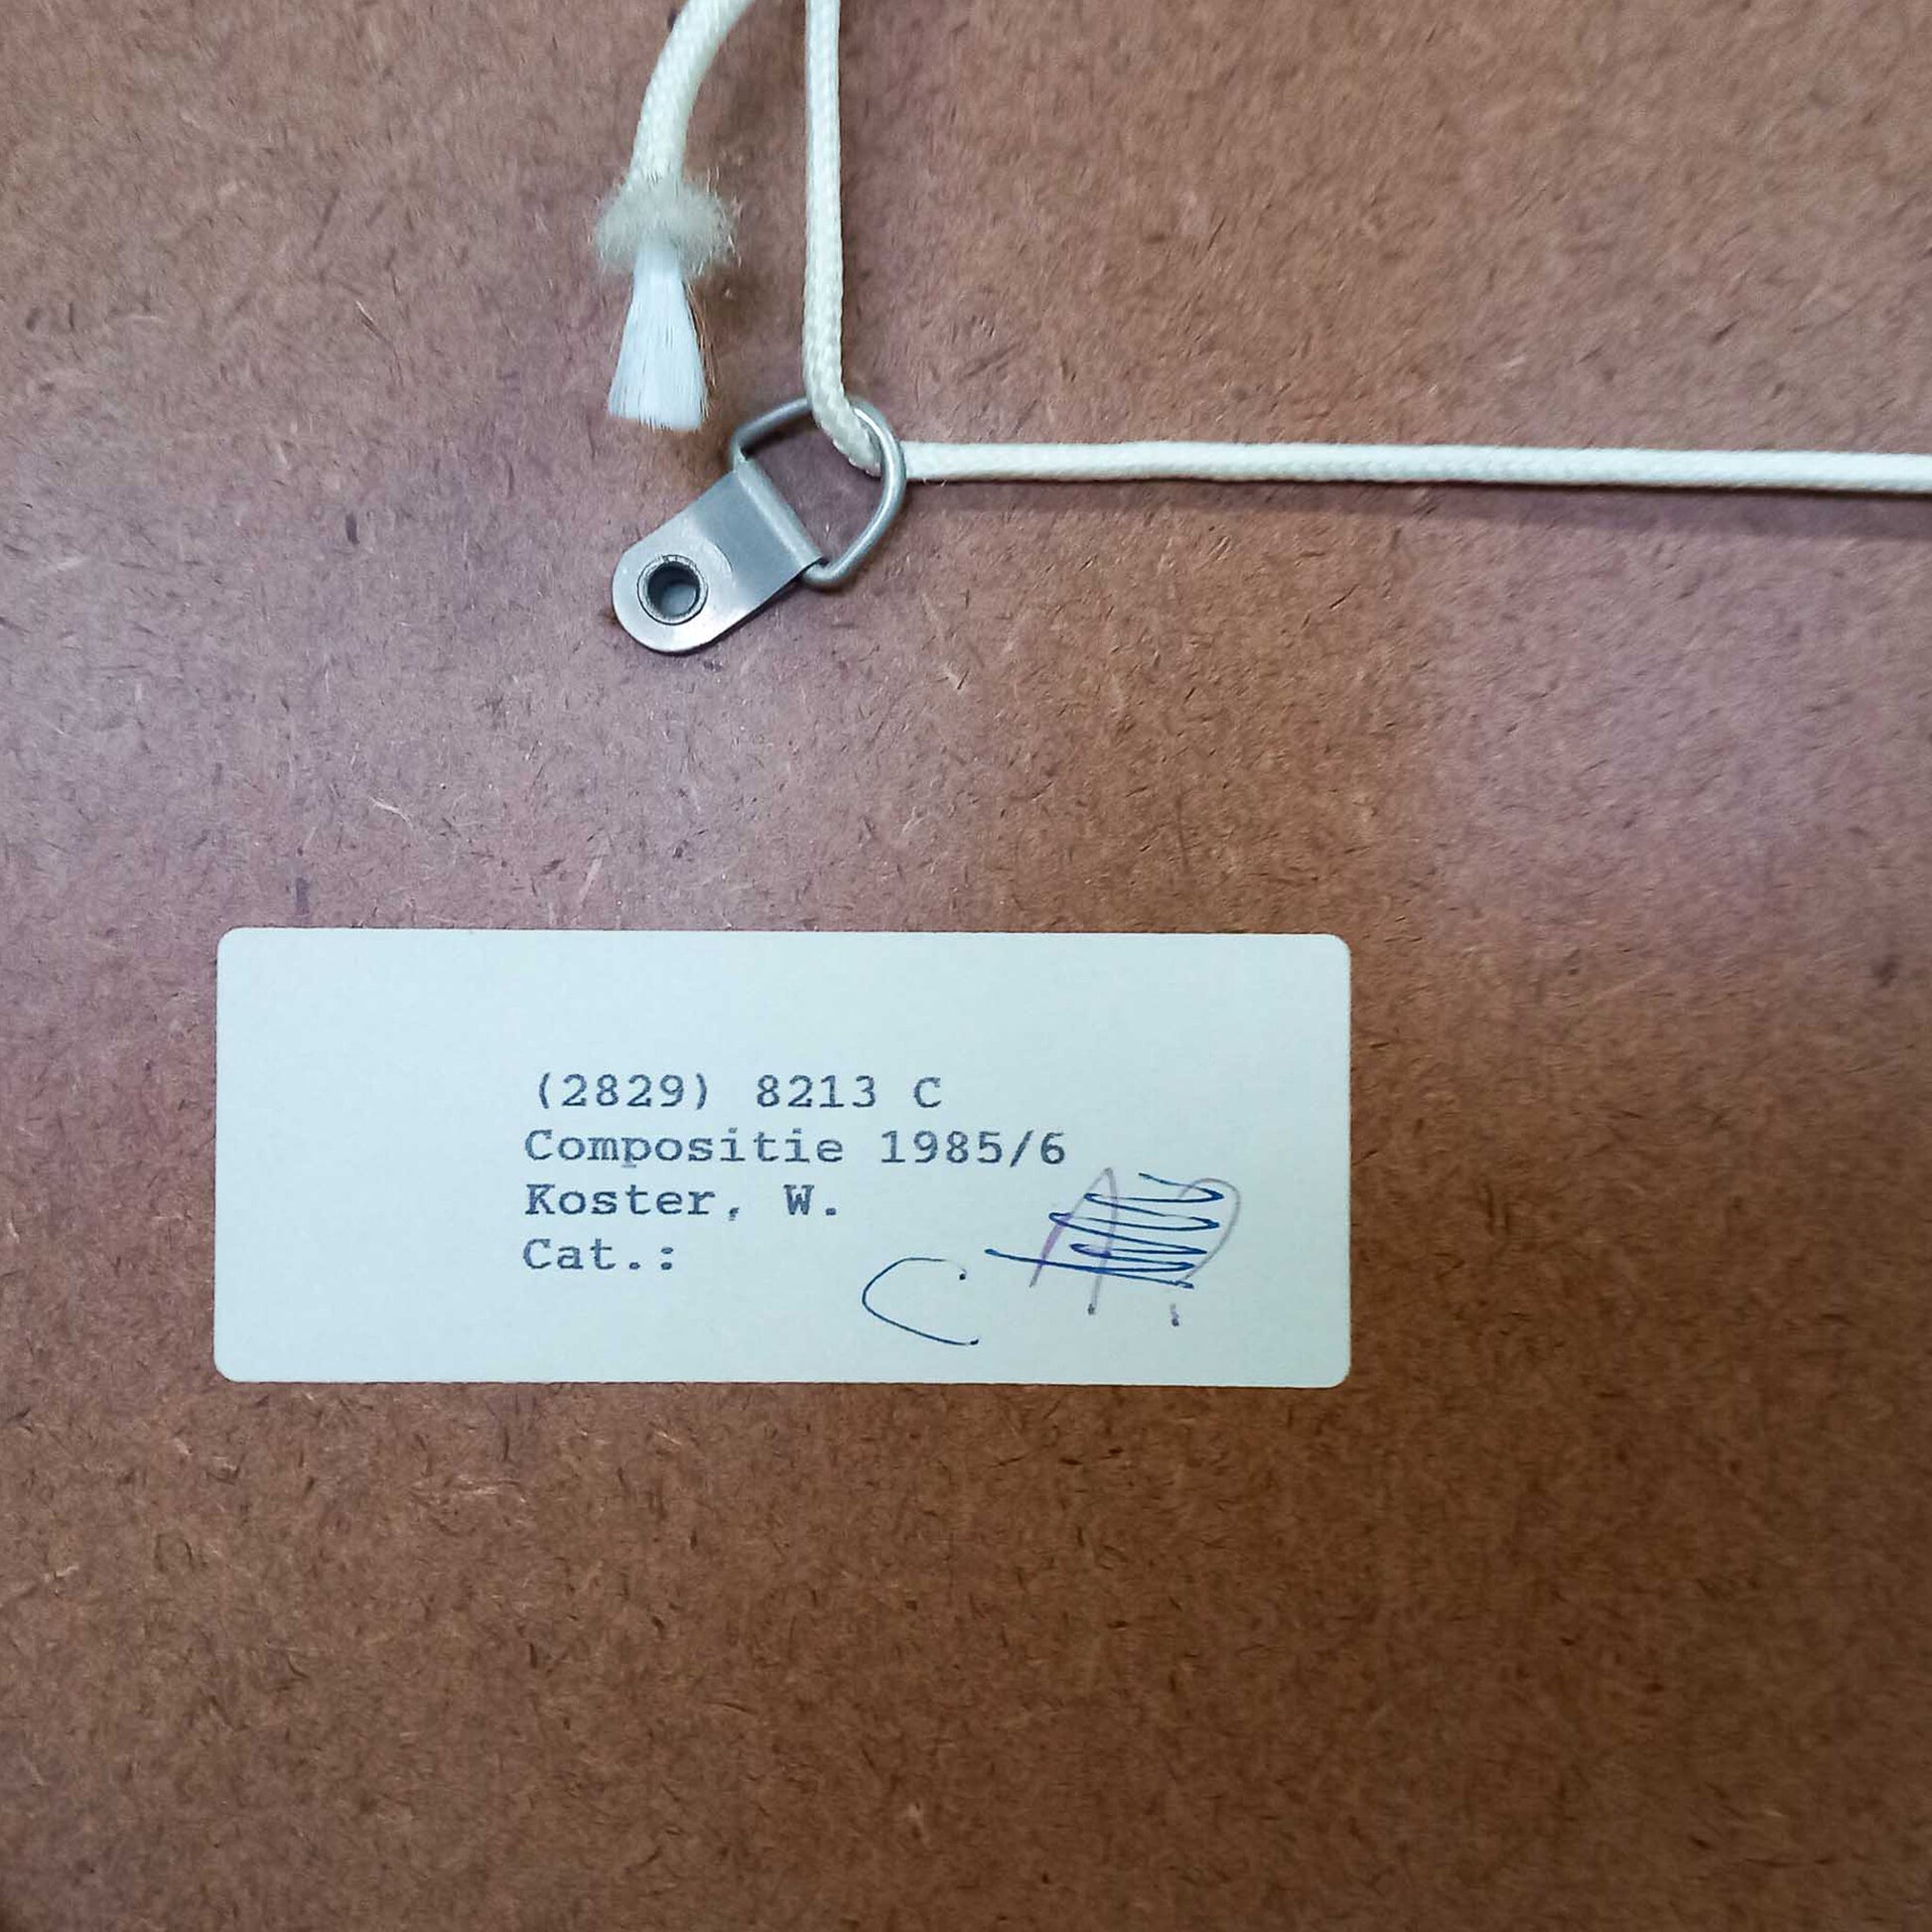 (2829) 8213 C
Compositie 1985/6
Koster, W.
Cat.:
C